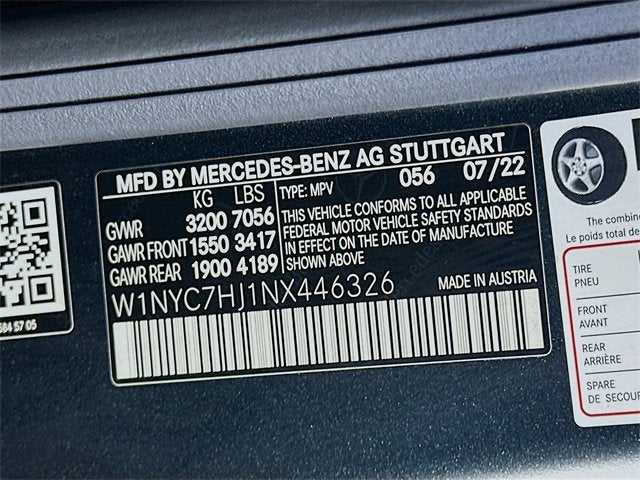 MFD BY MERCEDES-BENZ AG STUTTGART
KG LBS
GVWR 3200 7056
GAWR FRONT 1550 3417
GAWR REAR 1900 4189
TYPE: MPV 056 07/22
THIS VEHICLE CONFORMS TO ALL APPLICABLE
FEDERAL MOTOR VEHICLE SAFETY STANDARDS
IN EFFECT ON THE DATE OF MANUFACTURE
SHOWN ABOVE
W1NYC7HJ1NX446326 MADE IN AUSTRIA
5705
The combin
Le poids total de
TIRE
PNEU
FRONT
AVANT
REAR
ARRIÈRE
SPARE
DE SECOUR